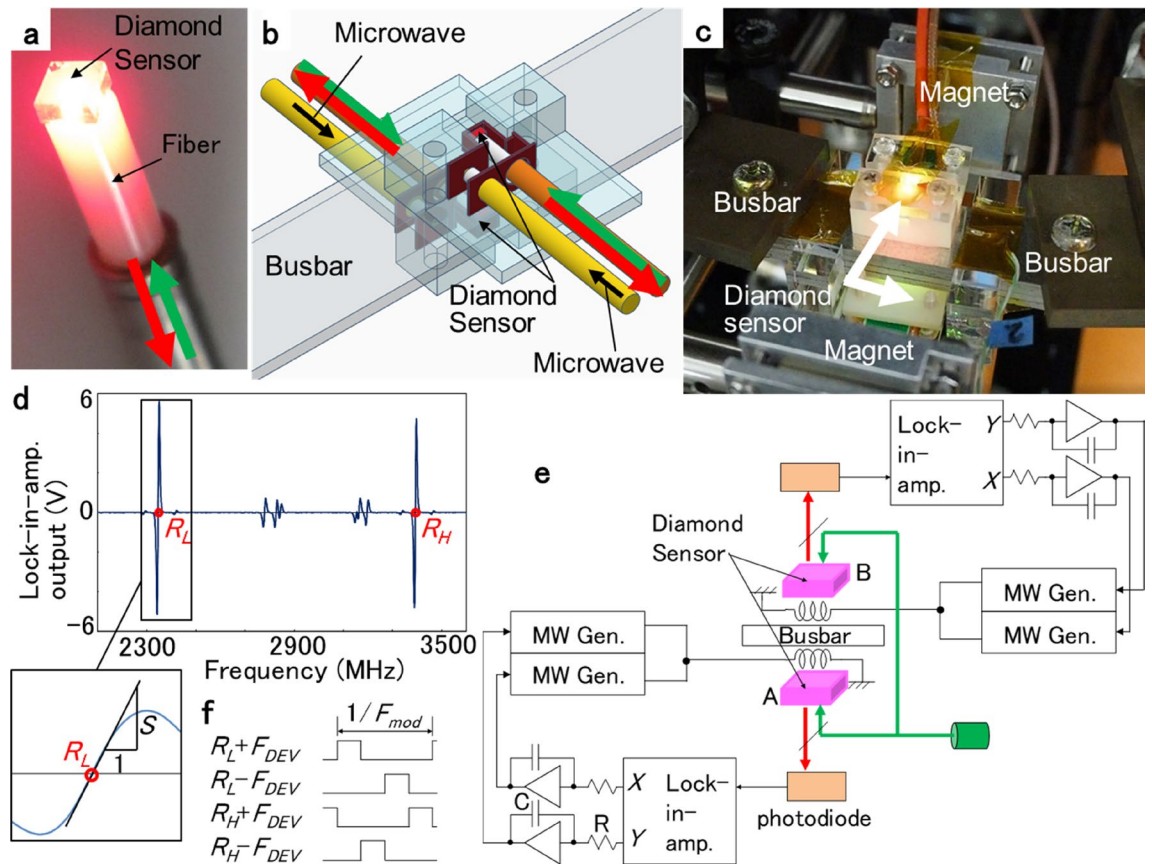 a
Diamond
Sensor
Fiber
b
Microwave
Busbar
Diamond
Sensor
Microwave
c
Magnet
Busbar
Busbar
Diamond
sensor
Magnet
2
d
Lock-in-amp.
output (V)
6
0
-6
R_L
R_H
2300
2900
3500
Frequency (MHz)
R_L
S
1
f
1/F_mod
R_L+F_DEV
R_L-F_DEV
R_H+F_DEV
R_H-F_DEV
e
Lock-
in-
amp.
Y
X
Diamond
Sensor
B
MW Gen.
MW Gen.
Busbar
MW Gen.
MW Gen.
A
C
R
X
Y
Lock-
in-
amp.
photodiode